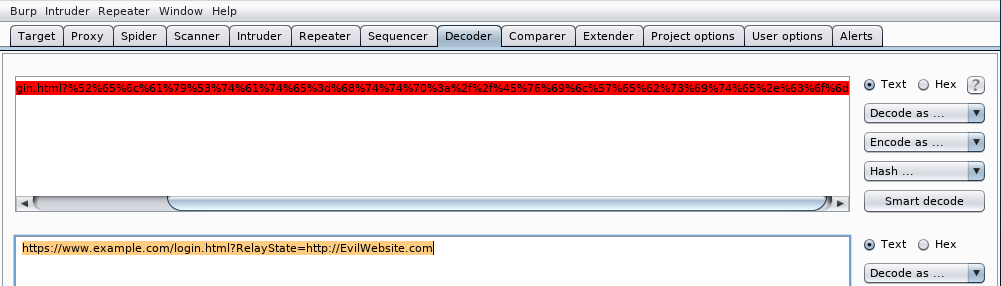 Burp Intruder Repeater Window Help
Target Proxy Spider Scanner Intruder Repeater Sequencer Decoder Comparer Extender Project options User options Alerts
gin.html?%52%65%6c%61%79%53%74%61%74%65%3d%68%74%74%70%3a%2f%2f%45%76%69%6c%57%65%62%73%69%74%65%2e%63%6f%6d
Text Hex ?
Decode as ...
Encode as ...
Hash ...
Smart decode
https://www.example.com/login.html?RelayState=http://EvilWebsite.com
Text Hex
Decode as ...